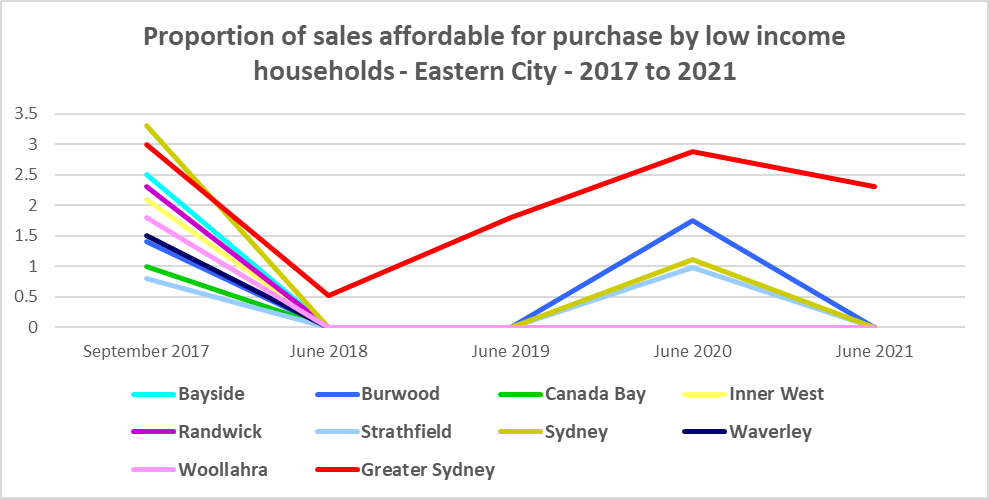 Proportion of sales affordable for purchase by low income
households - Eastern City - 2017 to 2021
3.5
3
2.5
2
1.5
1
0.5
0
September 2017 June 2018 June 2019 June 2020 June 2021
Bayside Burwood Canada Bay Inner West
Randwick Strathfield Sydney Waverley
Woollahra Greater Sydney